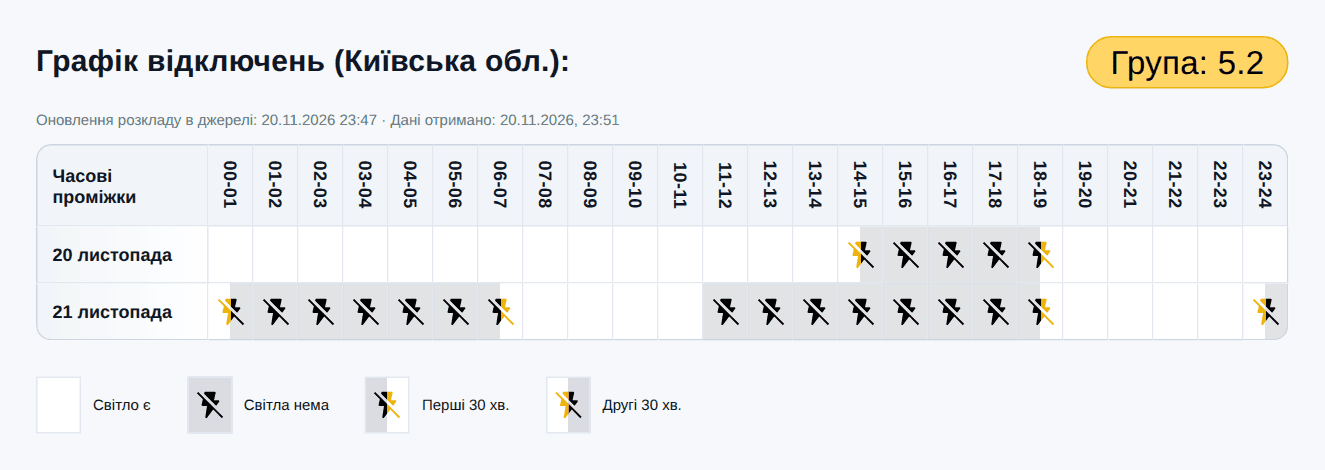 Графік відключень (Київська обл.):
Група: 5.2
Оновлення розкладу в джерелі: 20.11.2026 23:47 · Дані отримано: 20.11.2026, 23:51
Часові
проміжки
00-01
01-02
02-03
03-04
04-05
05-06
06-07
07-08
08-09
09-10
10-11
11-12
12-13
13-14
14-15
15-16
16-17
17-18
18-19
19-20
20-21
21-22
22-23
23-24
20 листопада
21 листопада
Світло є
Світла нема
Перші 30 хв.
Другі 30 хв.